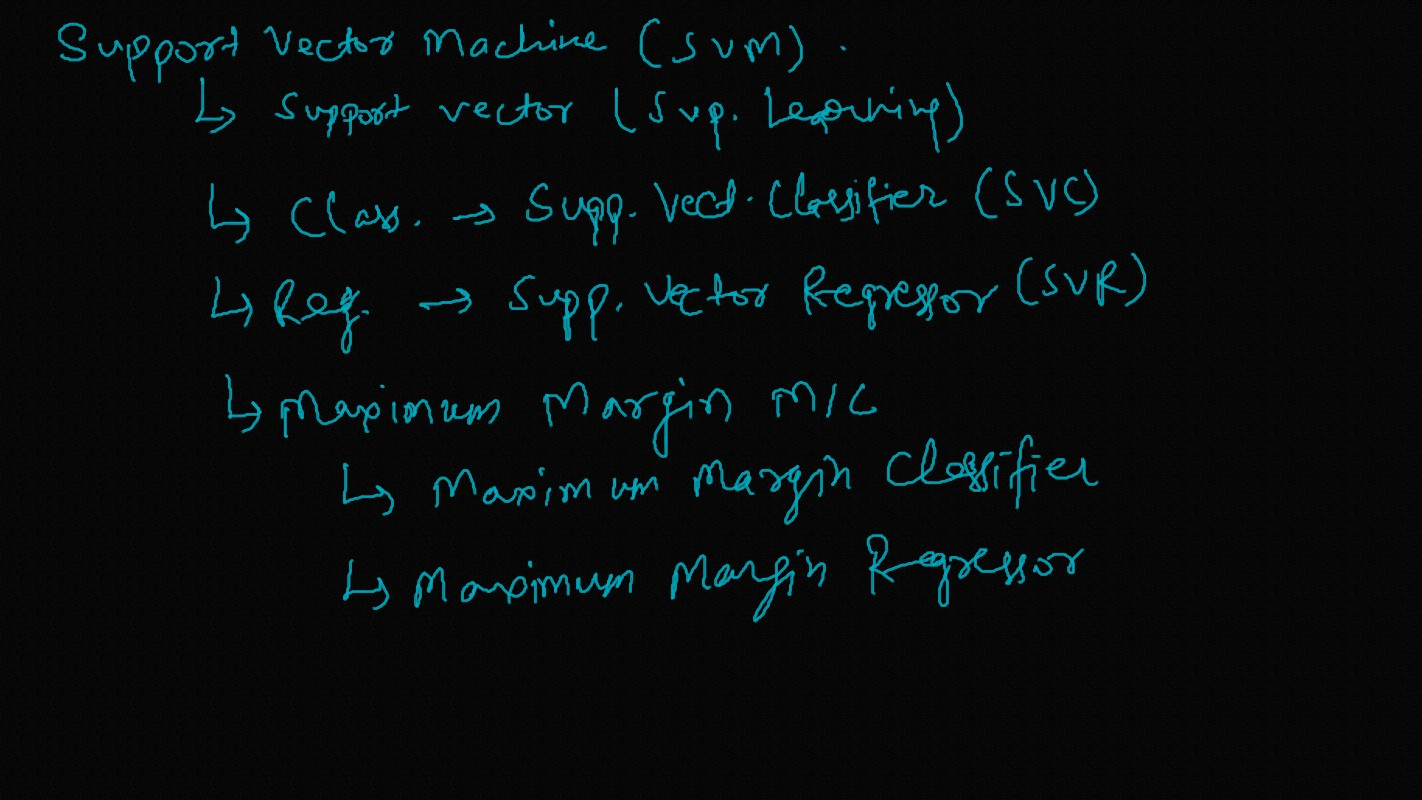 Support Vector Machine (SVM).
↳ Support vector (Sup. Learning)
↳ Class. → Supp. Vect. Classifier (SVC)
↳ Reg. → Supp. Vector Regressor (SVR)
↳ Maximum Margin M/C
↳ Maximum Margin Classifier
↳ Maximum Margin Regressor